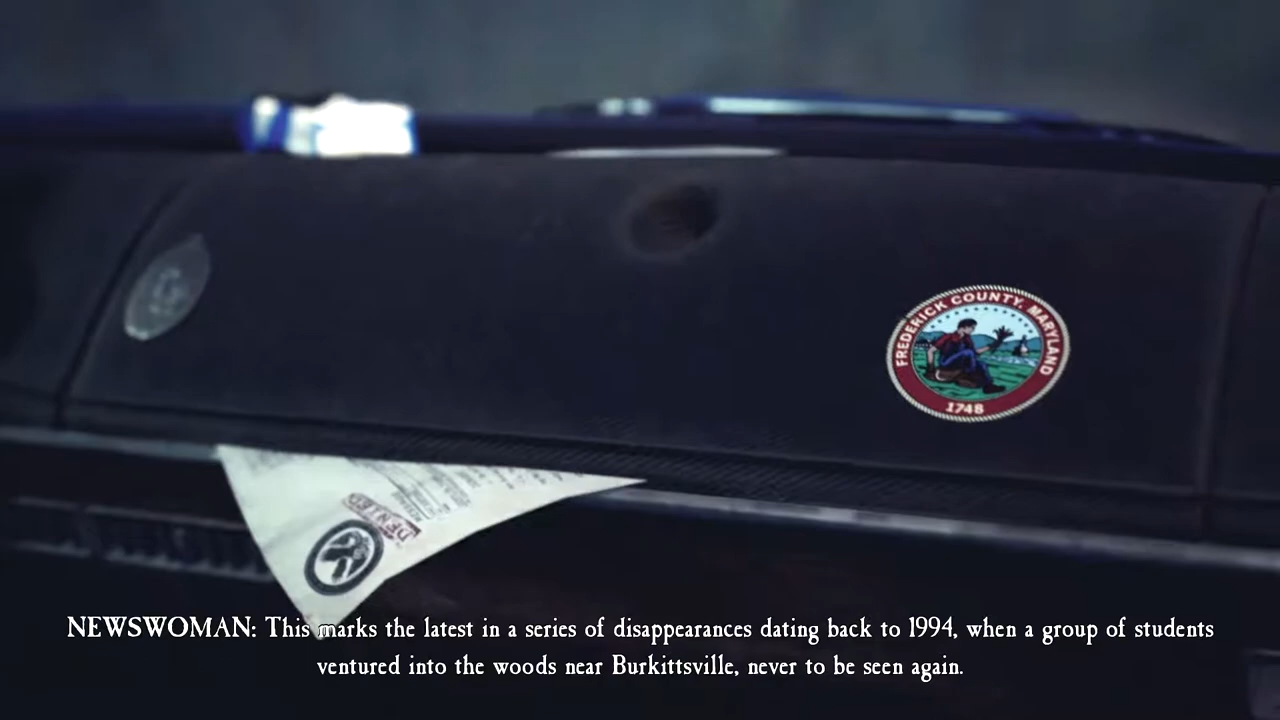 FREDERICK COUNTY, MARYLAND
1748
DENIED
NEWSWOMAN: This marks the latest in a series of disappearances dating back to 1994, when a group of students
ventured into the woods near Burkittsville, never to be seen again.